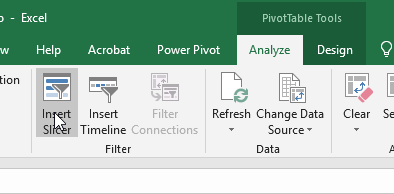 o - Excel
PivotTable Tools
w Help Acrobat Power Pivot Analyze Design
tion
Insert
Slicer
Insert
Timeline
Filter
Connections
Refresh
Change Data
Source
Clear
Se
Filter
Data
A